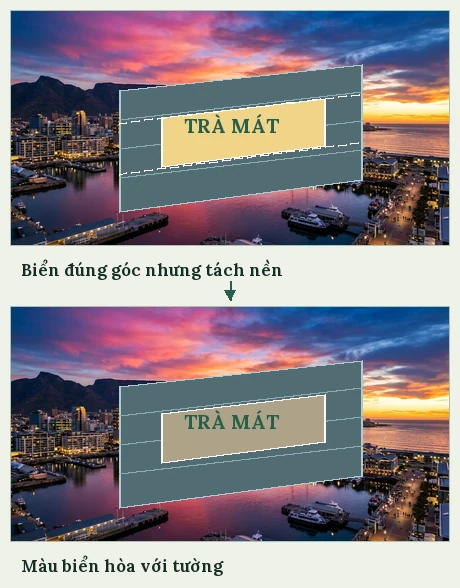 TRÀ MÁT
Biển đúng góc nhưng tách nền
TRÀ MÁT
Màu biển hòa với tường